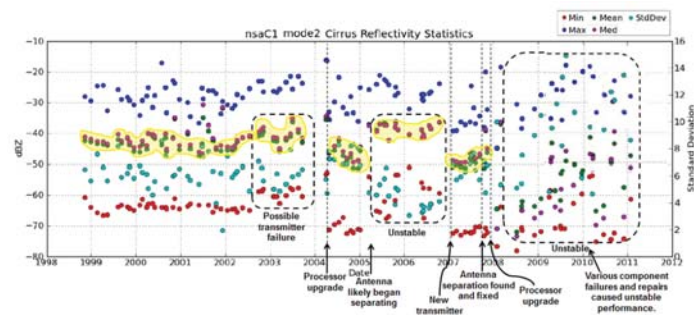 nsaC1 mode2 Cirrus Reflectivity Statistics
Min Mean StdDev
Max Med
-10
-20
-30
-40
-50
-60
-70
-80
16
14
12
10
8
6
4
2
0
dBZ
Standard Deviation
Possible
transmitter
failure
Unstable
Unstable
1998 1999 2000 2001 2002 2003 2004 2005 2006 2007 2008 2009 2010 2011 2012
Date
Processor
upgrade
Antenna
likely began
separating
New
transmitter
Antenna
separation found
and fixed
Processor
upgrade
Various component
failures and repairs
caused unstable
performance.